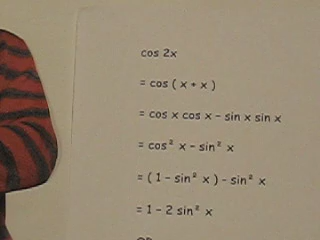 cos 2x
= cos ( x + x )
= cos x cos x - sin x sin x
= cos² x - sin² x
= ( 1 - sin² x ) - sin² x
= 1 - 2 sin² x